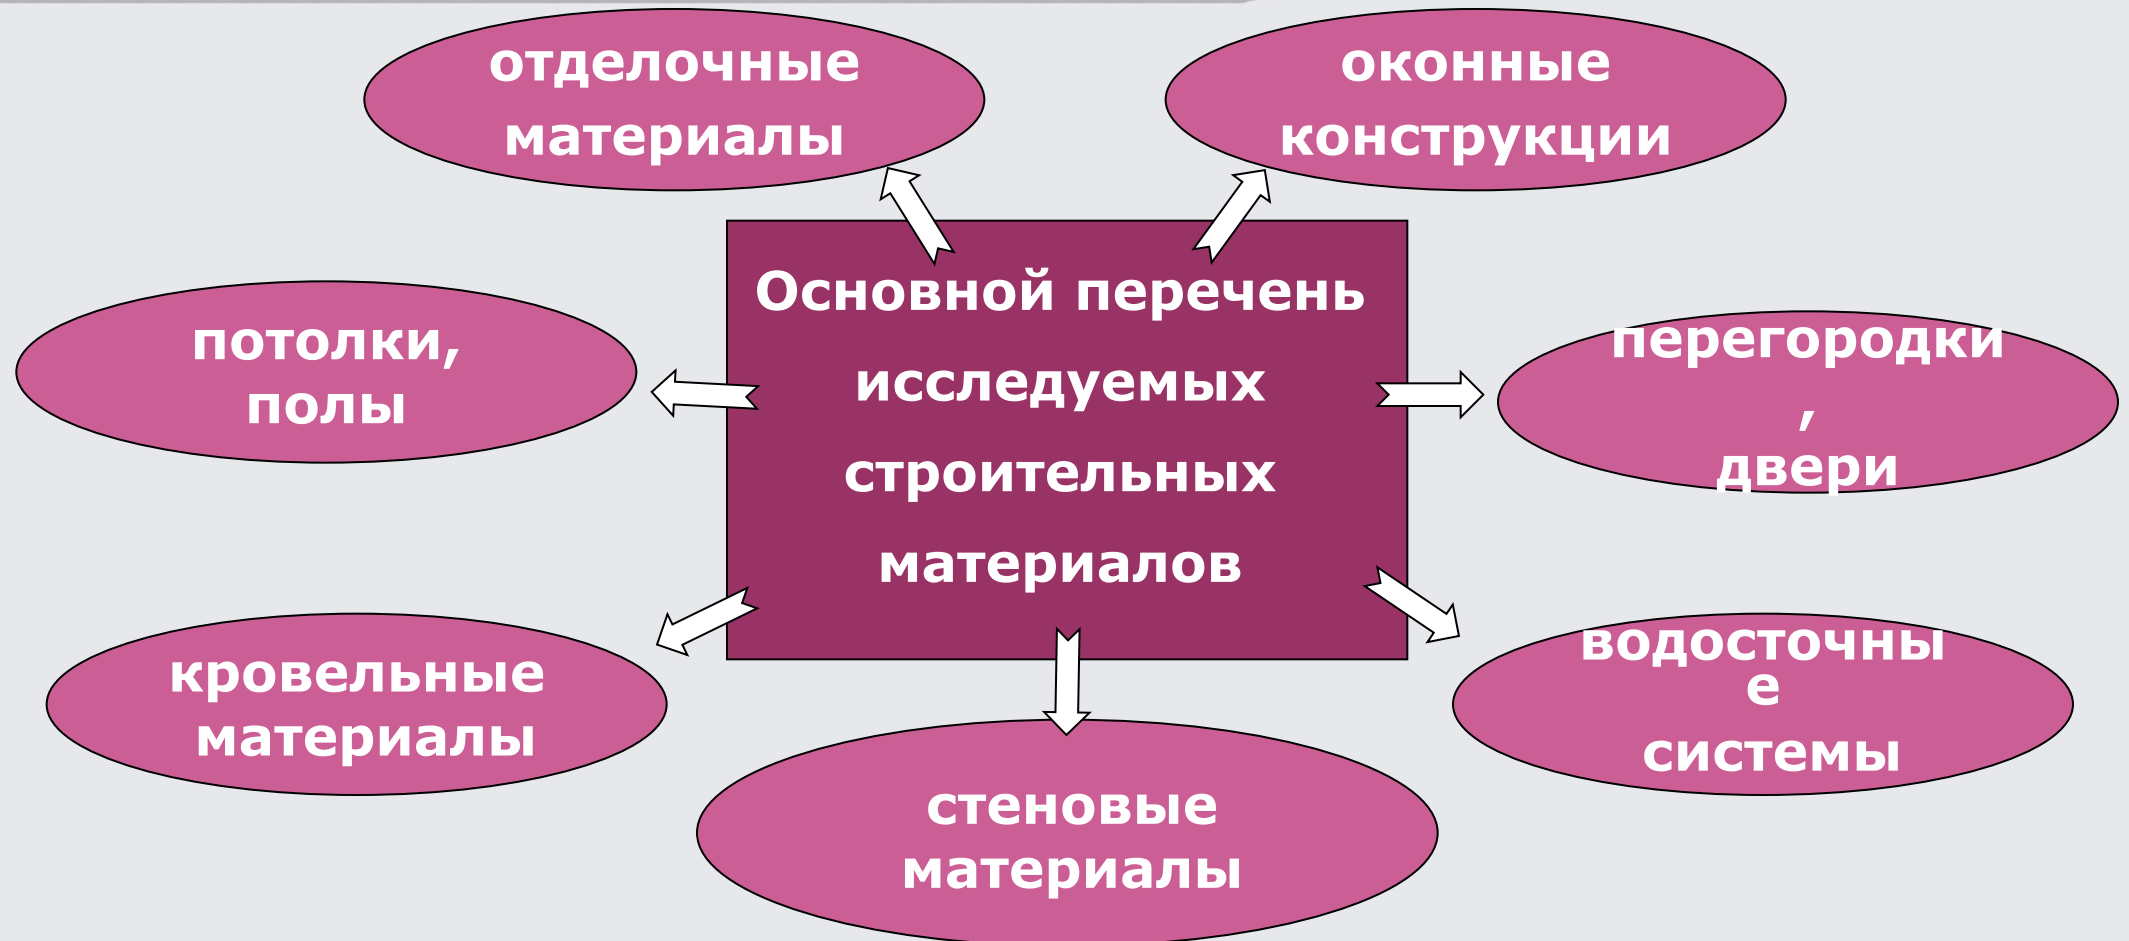 отделочные
материалы
оконные
конструкции
Основной перечень
исследуемых
строительных
материалов
потолки,
полы
перегородки
,
двери
кровельные
материалы
водосточны
е
системы
стеновые
материалы